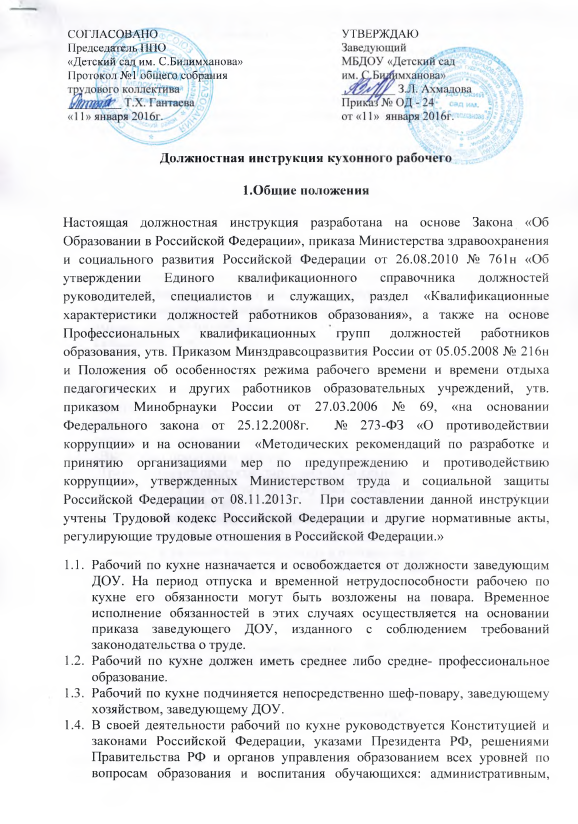 СОГЛАСОВАНО
Председатель ППО
«Детский сад им. С.Билимханова»
Протокол №1 общего собрания
трудового коллектива
Т.Х. Гантаева
«11» января 2016г.
УТВЕРЖДАЮ
Заведующий
МБДОУ «Детский сад
им. С.Билимханова»
З.Л. Ахмадова
Приказ № ОД - 24
от «11» января 2016г.
Должностная инструкция кухонного рабочего
1.Общие положения
Настоящая должностная инструкция разработана на основе Закона «Об
Образовании в Российской Федерации», приказа Министерства здравоохранения
и социального развития Российской Федерации от 26.08.2010 № 761н «Об
утверждении Единого квалификационного справочника должностей
руководителей, специалистов и служащих, раздел «Квалификационные
характеристики должностей работников образования», а также на основе
Профессиональных квалификационных групп должностей работников
образования, утв. Приказом Минздравсоцразвития России от 05.05.2008 № 216н
и Положения об особенностях режима рабочего времени и времени отдыха
педагогических и других работников образовательных учреждений, утв.
приказом Минобрнауки России от 27.03.2006 № 69, «на основании
Федерального закона от 25.12.2008г. № 273-ФЗ «О противодействии
коррупции» и на основании «Методических рекомендаций по разработке и
принятию организациями мер по предупреждению и противодействию
коррупции», утвержденных Министерством труда и социальной защиты
Российской Федерации от 08.11.2013г. При составлении данной инструкции
учтены Трудовой кодекс Российской Федерации и другие нормативные акты,
регулирующие трудовые отношения в Российской Федерации.»
1.1. Рабочий по кухне назначается и освобождается от должности заведующим
ДОУ. На период отпуска и временной нетрудоспособности рабочею по
кухне его обязанности могут быть возложены на повара. Временное
исполнение обязанностей в этих случаях осуществляется на основании
приказа заведующего ДОУ, изданного с соблюдением требований
законодательства о труде.
1.2. Рабочий по кухне должен иметь среднее либо средне- профессиональное
образование.
1.3. Рабочий по кухне подчиняется непосредственно шеф-повару, заведующему
хозяйством, заведующему ДОУ.
1.4. В своей деятельности рабочий по кухне руководствуется Конституцией и
законами Российской Федерации, указами Президента РФ, решениями
Правительства РФ и органов управления образованием всех уровней по
вопросам образования и воспитания обучающихся: административным,